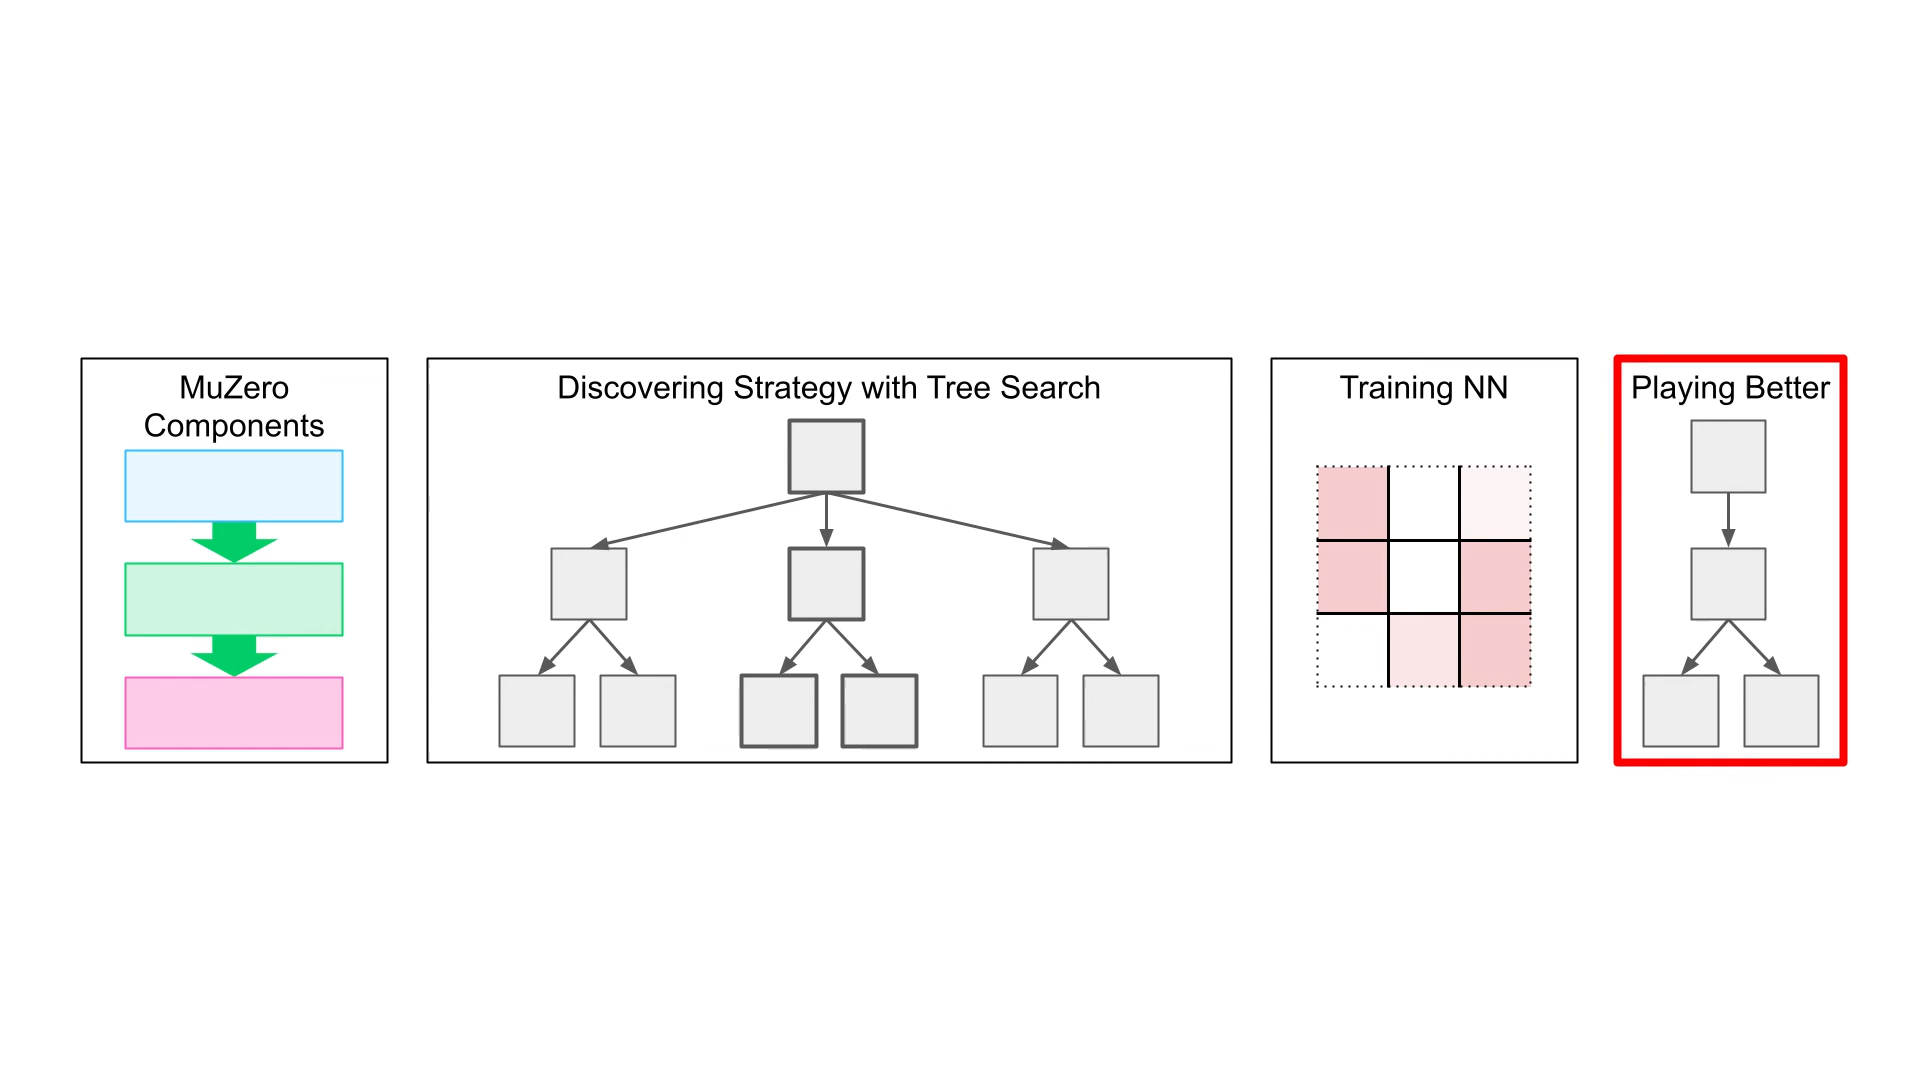 MuZero
Components
Discovering Strategy with Tree Search
Training NN
Playing Better